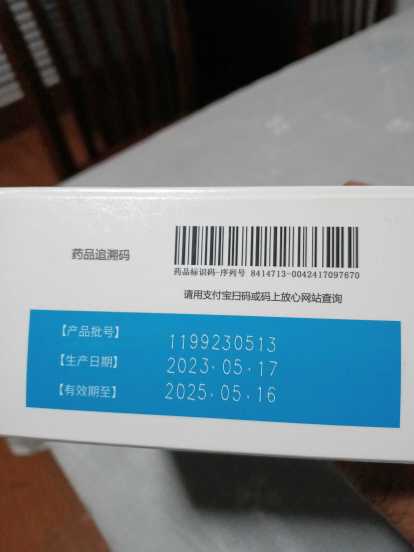 药品追溯码
药品标识码-序列号 8414713-0042417097670
请用支付宝扫码或码上放心网站查询
【产品批号】 1199230513
【生产日期】 2023.05.17
【有效期至】 2025.05.16